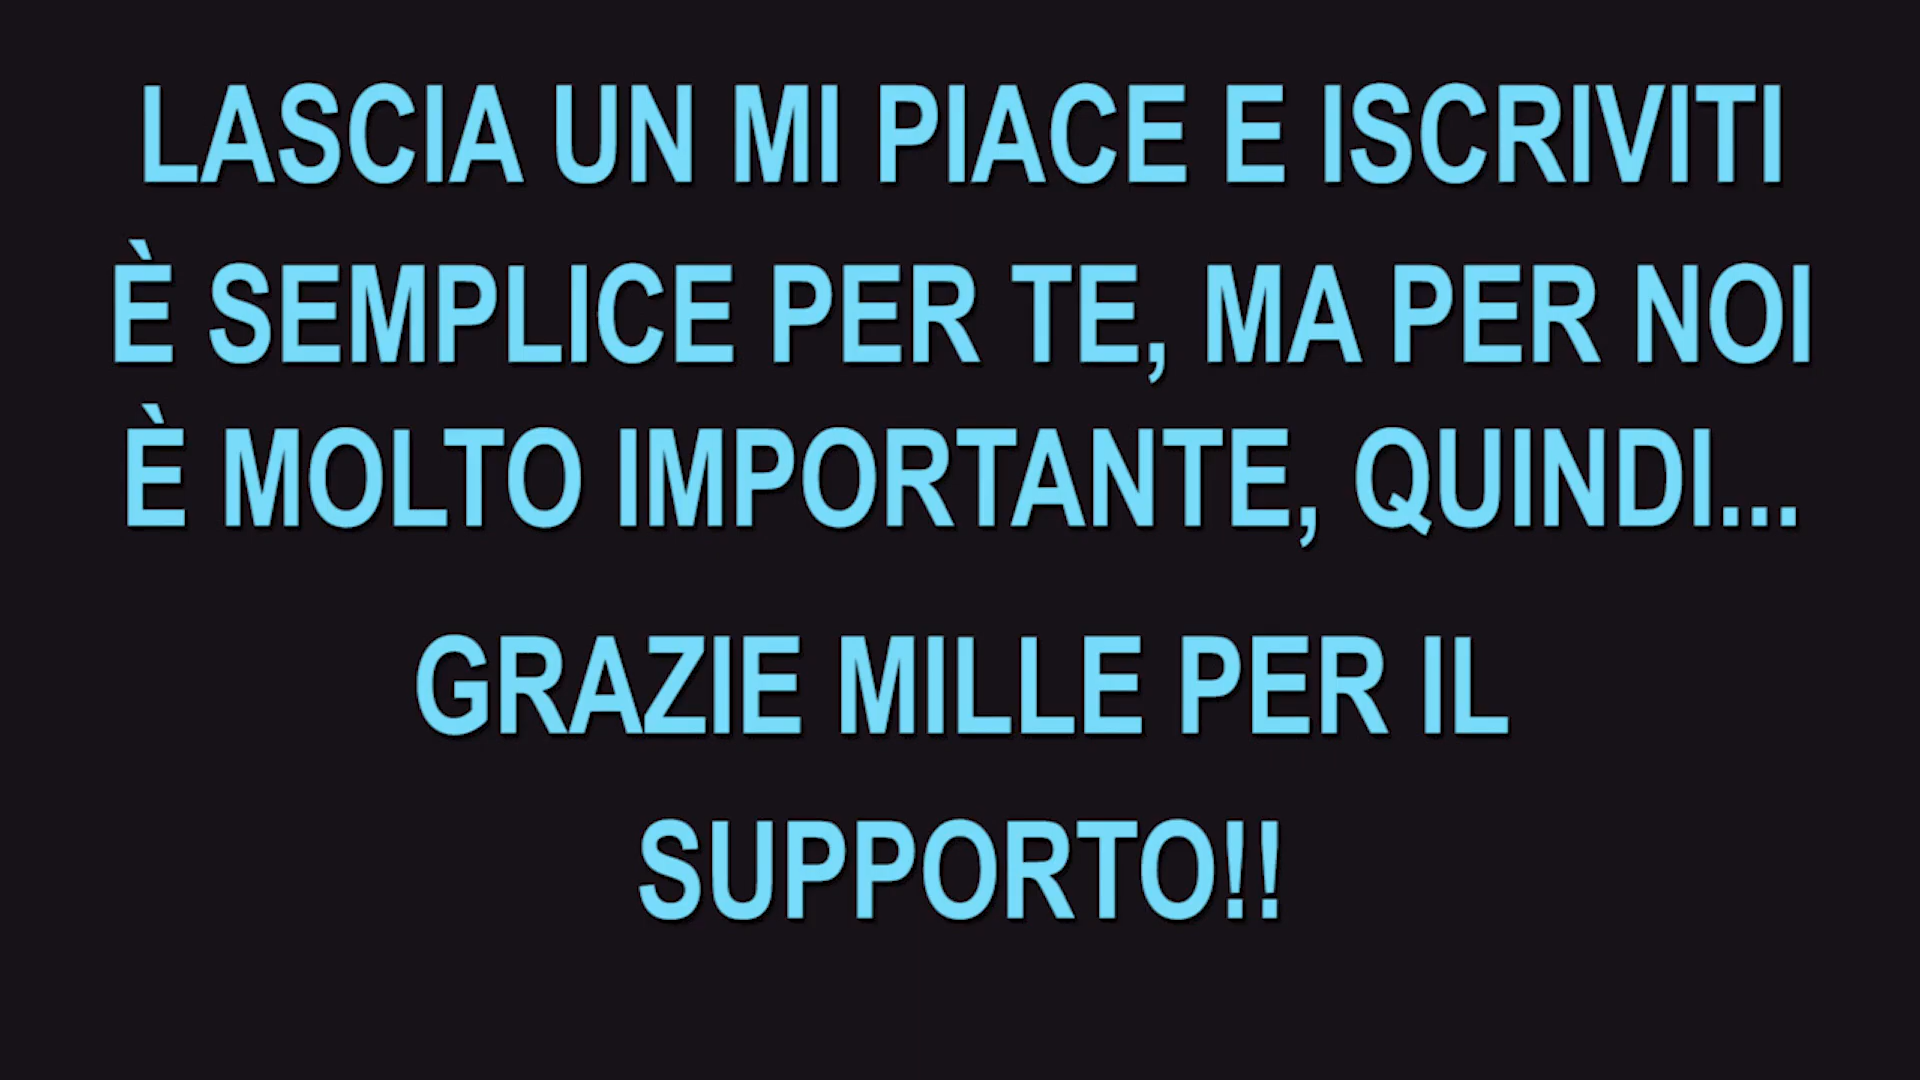 LASCIA UN MI PIACE E ISCRIVITI
È SEMPLICE PER TE, MA PER NOI
È MOLTO IMPORTANTE, QUINDI...
GRAZIE MILLE PER IL
SUPPORTO!!